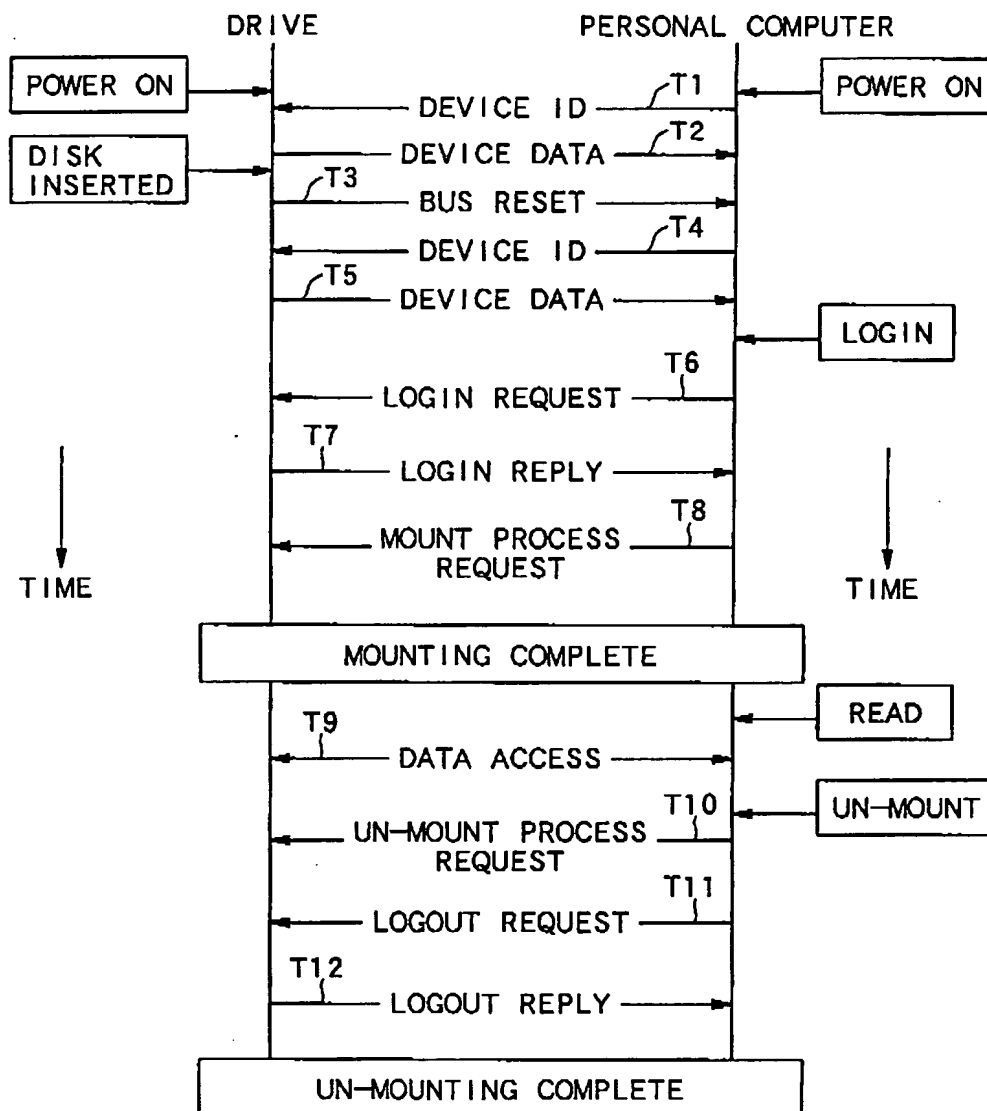 DRIVE PERSONAL COMPUTER
POWER ON POWER ON
T1
DEVICE ID
T2
DEVICE DATA
DISK
INSERTED
T3
BUS RESET
T4
DEVICE ID
T5
DEVICE DATA
LOGIN
T6
LOGIN REQUEST
T7
LOGIN REPLY
T8
MOUNT PROCESS
REQUEST
TIME TIME
MOUNTING COMPLETE
READ
T9
DATA ACCESS
UN-MOUNT
T10
UN-MOUNT PROCESS
REQUEST
T11
LOGOUT REQUEST
T12
LOGOUT REPLY
UN-MOUNTING COMPLETE